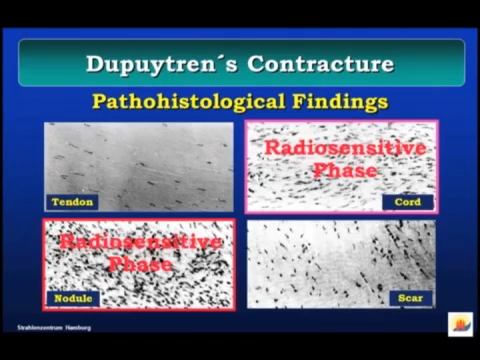 Dupuytren´s Contracture
Pathohistological Findings
Radiosensitive
Phase
Tendon
Cord
Radiosensitive
Phase
Nodule
Scar
Strahlenzentrum Hamburg